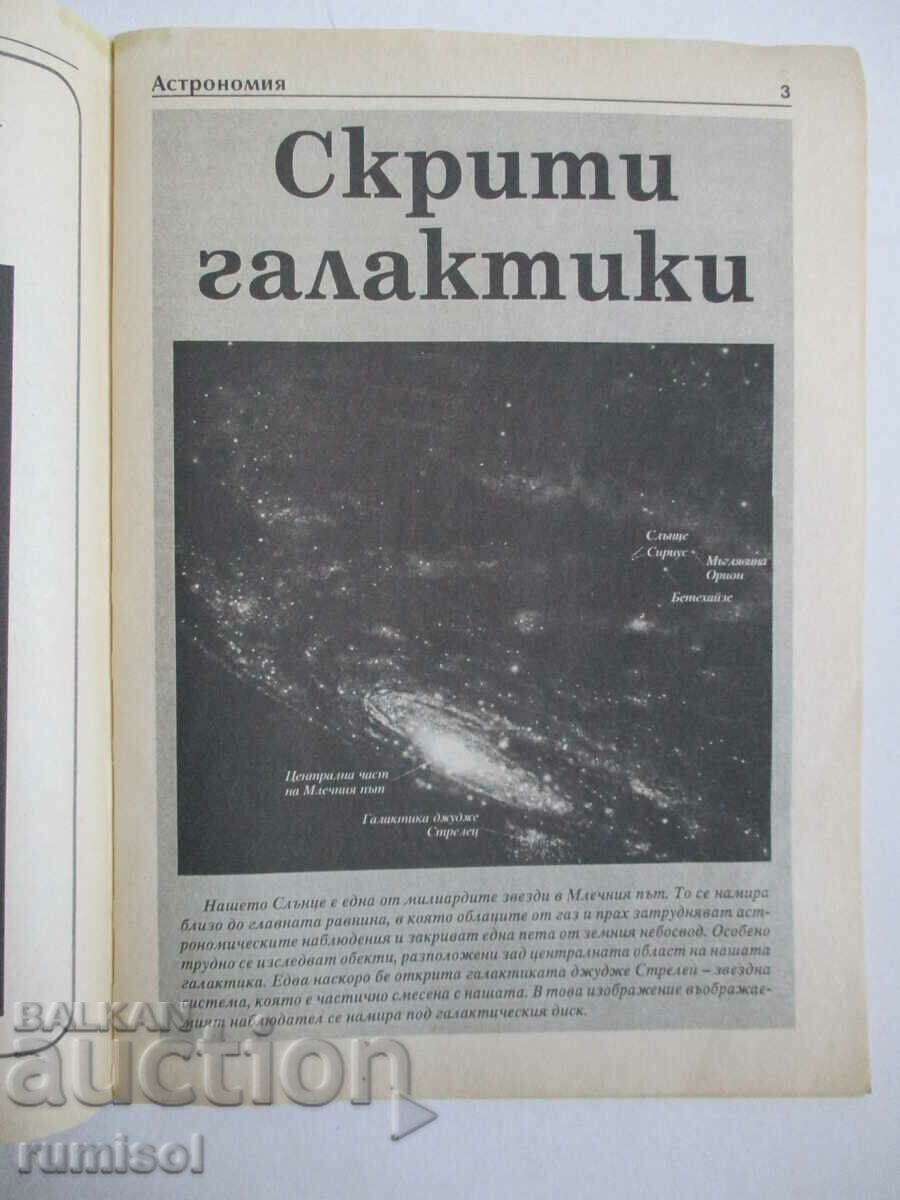 Астрономия
3
Скрити
галактики
Слънце
Сириус
Мъглявина
Орион
Бетехайзе
Централна част
на Млечния път
Галактика джудже
Стрелец
Нашето Слънце е една от милиардите звезди в Млечния път. То се намира
близо до главната равнина, в която облаците от газ и прах затрудняват аст-
рономическите наблюдения и закриват една пета от земния небосвод. Особено
трудно се изследват обекти, разположени зад централната област на нашата
галактика. Едва наскоро бе открита галактиката джудже Стрелец – звездна
система, която е частично смесена с нашата. В това изображение въображае-
мият наблюдател се намира под галактическия диск.
BALKAN
auction
rumisol